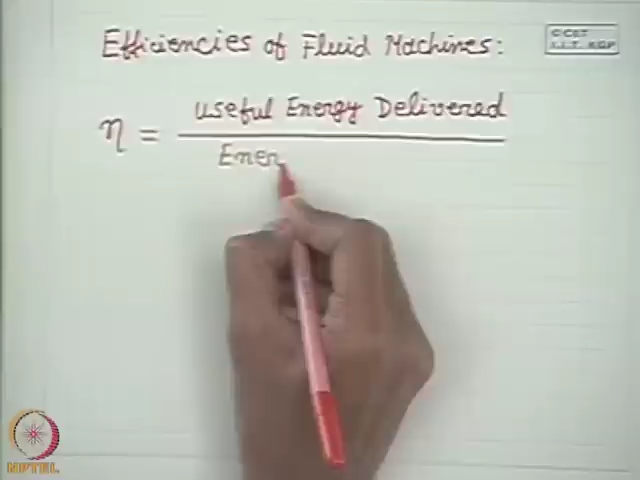 Efficiencies of Fluid Machines:
© CET
I.I.T. KGP
η = useful Energy Delivered
Ener
NPTEL